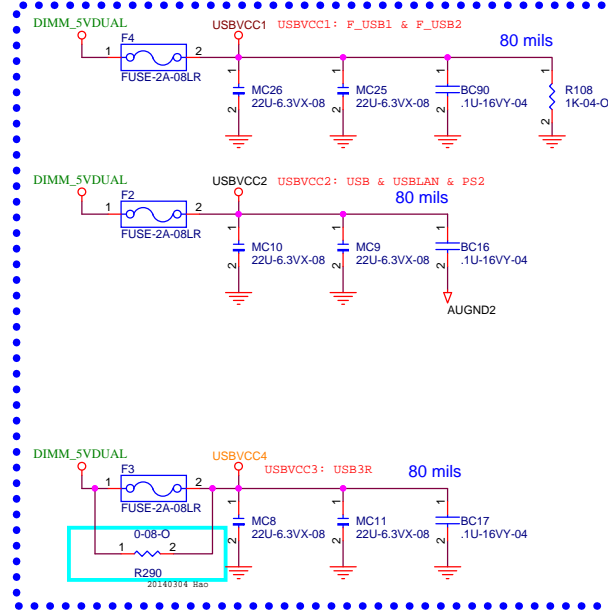 DIMM_5VDUAL
USBVCC1 USBVCC1: F_USB1 & F_USB2
F4
80 mils
1 2
FUSE-2A-08LR
1 MC26 2
22U-6.3VX-08
1 MC25 2
22U-6.3VX-08
1 BC90 2
.1U-16VY-04
1 R108 2
1K-04-O
DIMM_5VDUAL
USBVCC2 USBVCC2: USB & USBLAN & PS2
F2
80 mils
1 2
FUSE-2A-08LR
1 MC10 2
22U-6.3VX-08
1 MC9 2
22U-6.3VX-08
1 BC16 2
.1U-16VY-04
AUGND2
DIMM_5VDUAL
USBVCC4
F3
USBVCC3: USB3R
80 mils
1 2
FUSE-2A-08LR
1 MC8 2
22U-6.3VX-08
1 MC11 2
22U-6.3VX-08
1 BC17 2
.1U-16VY-04
0-08-O
1 2
R290
20140304 Hao